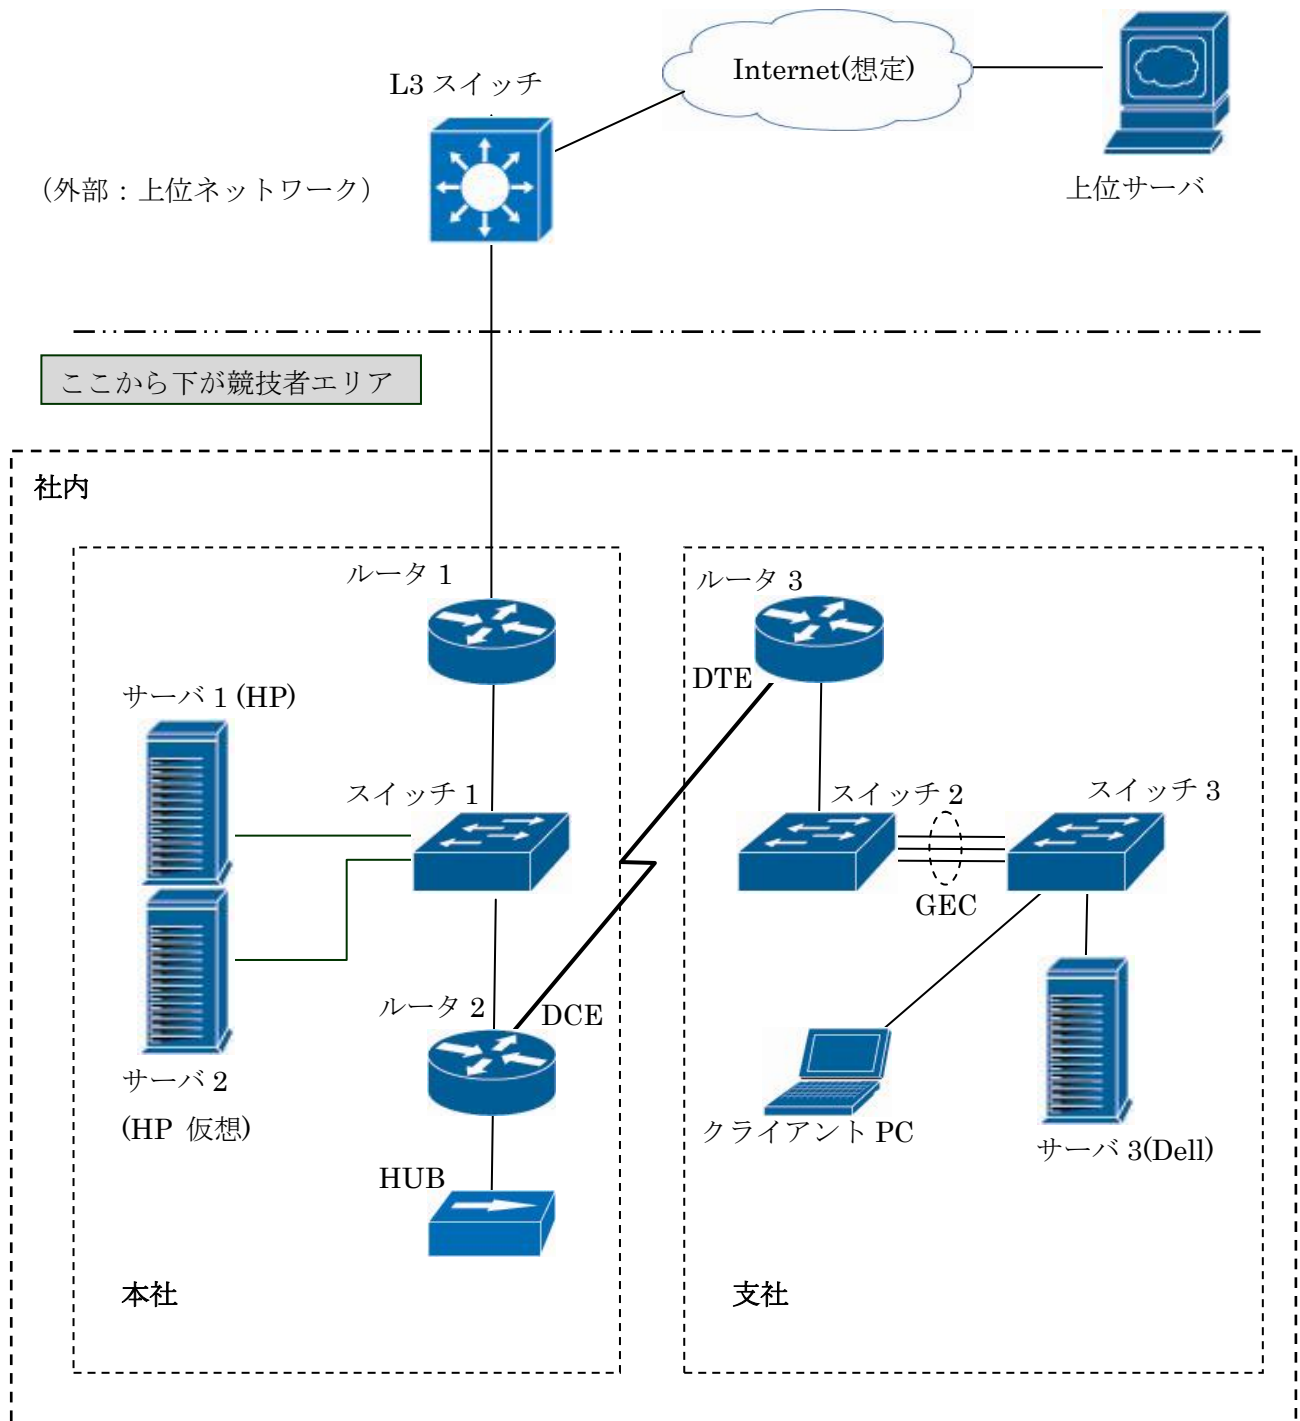 Internet(想定)
L3 スイッチ
（外部：上位ネットワーク）
上位サーバ
ここから下が競技者エリア
社内
ルータ 1
ルータ 3
DTE
サーバ 1 (HP)
スイッチ 1
スイッチ 2
スイッチ 3
GEC
ルータ 2
DCE
サーバ 2
(HP 仮想)
クライアント PC
サーバ 3(Dell)
HUB
本社
支社